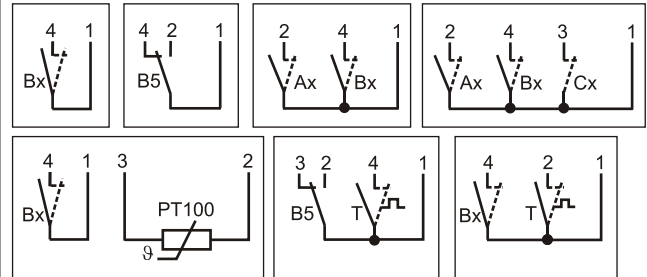 4 1
Bx
4 2 1
B5
2 4 1
Ax Bx
2 4 3 1
Ax Bx Cx
4 1 3 2
Bx
PT100
ϑ
3 2 4 1
B5 T
4 2 1
Bx T